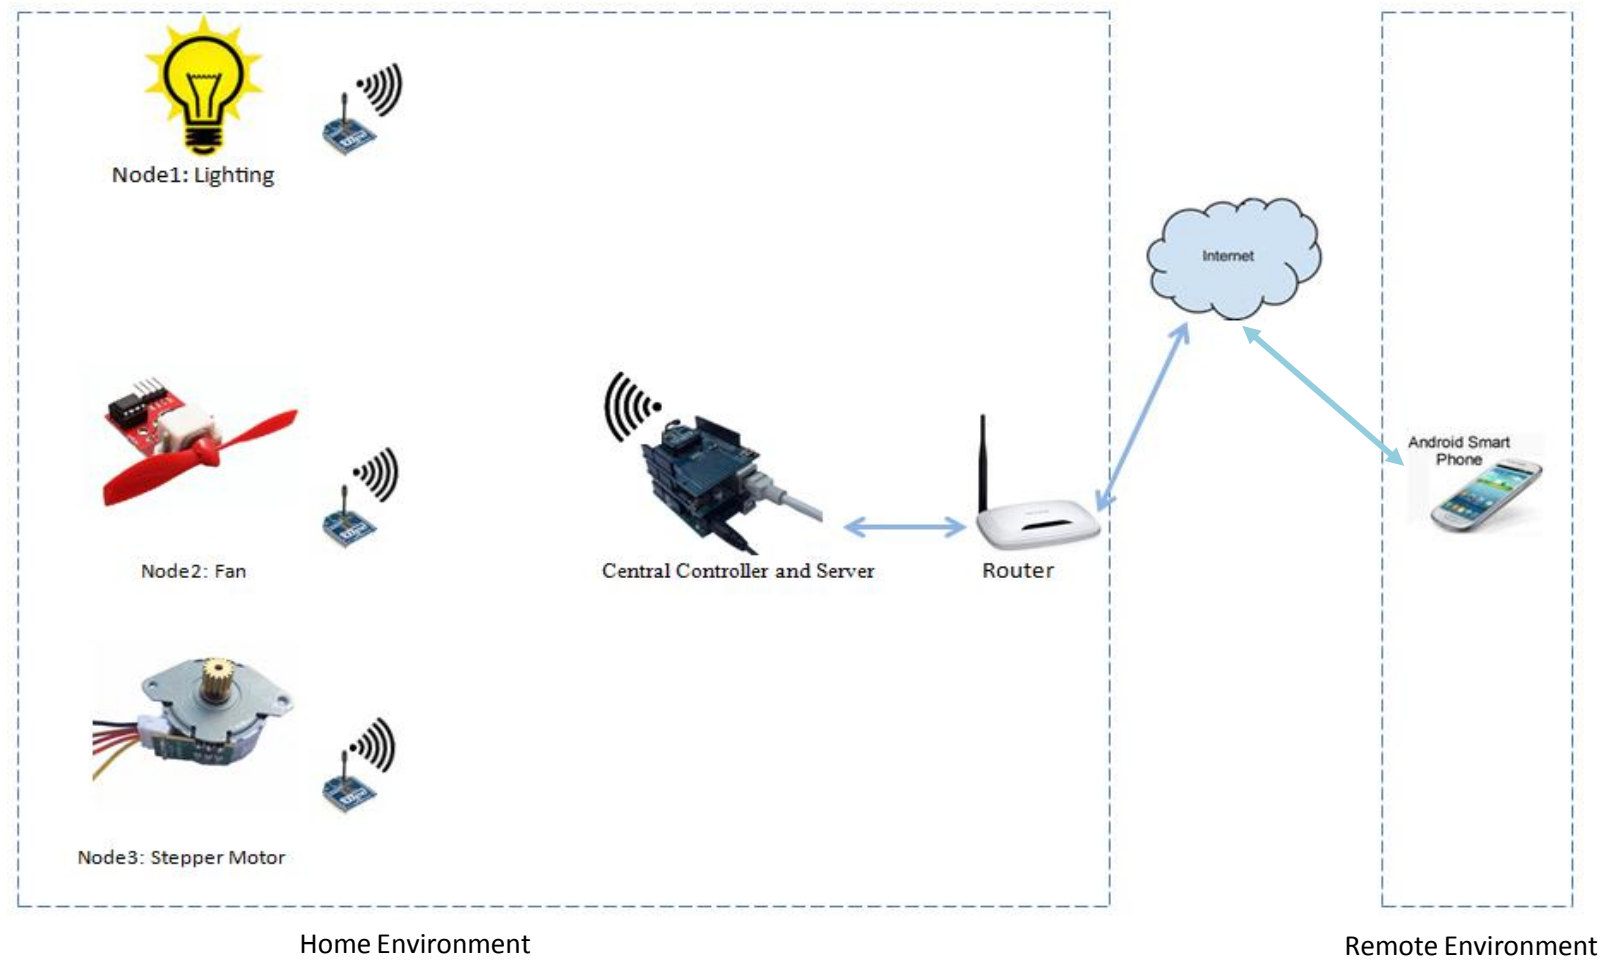 Node1: Lighting
Internet
Android Smart
Phone
Node2: Fan
Central Controller and Server
Router
Node3: Stepper Motor
Home Environment
Remote Environment